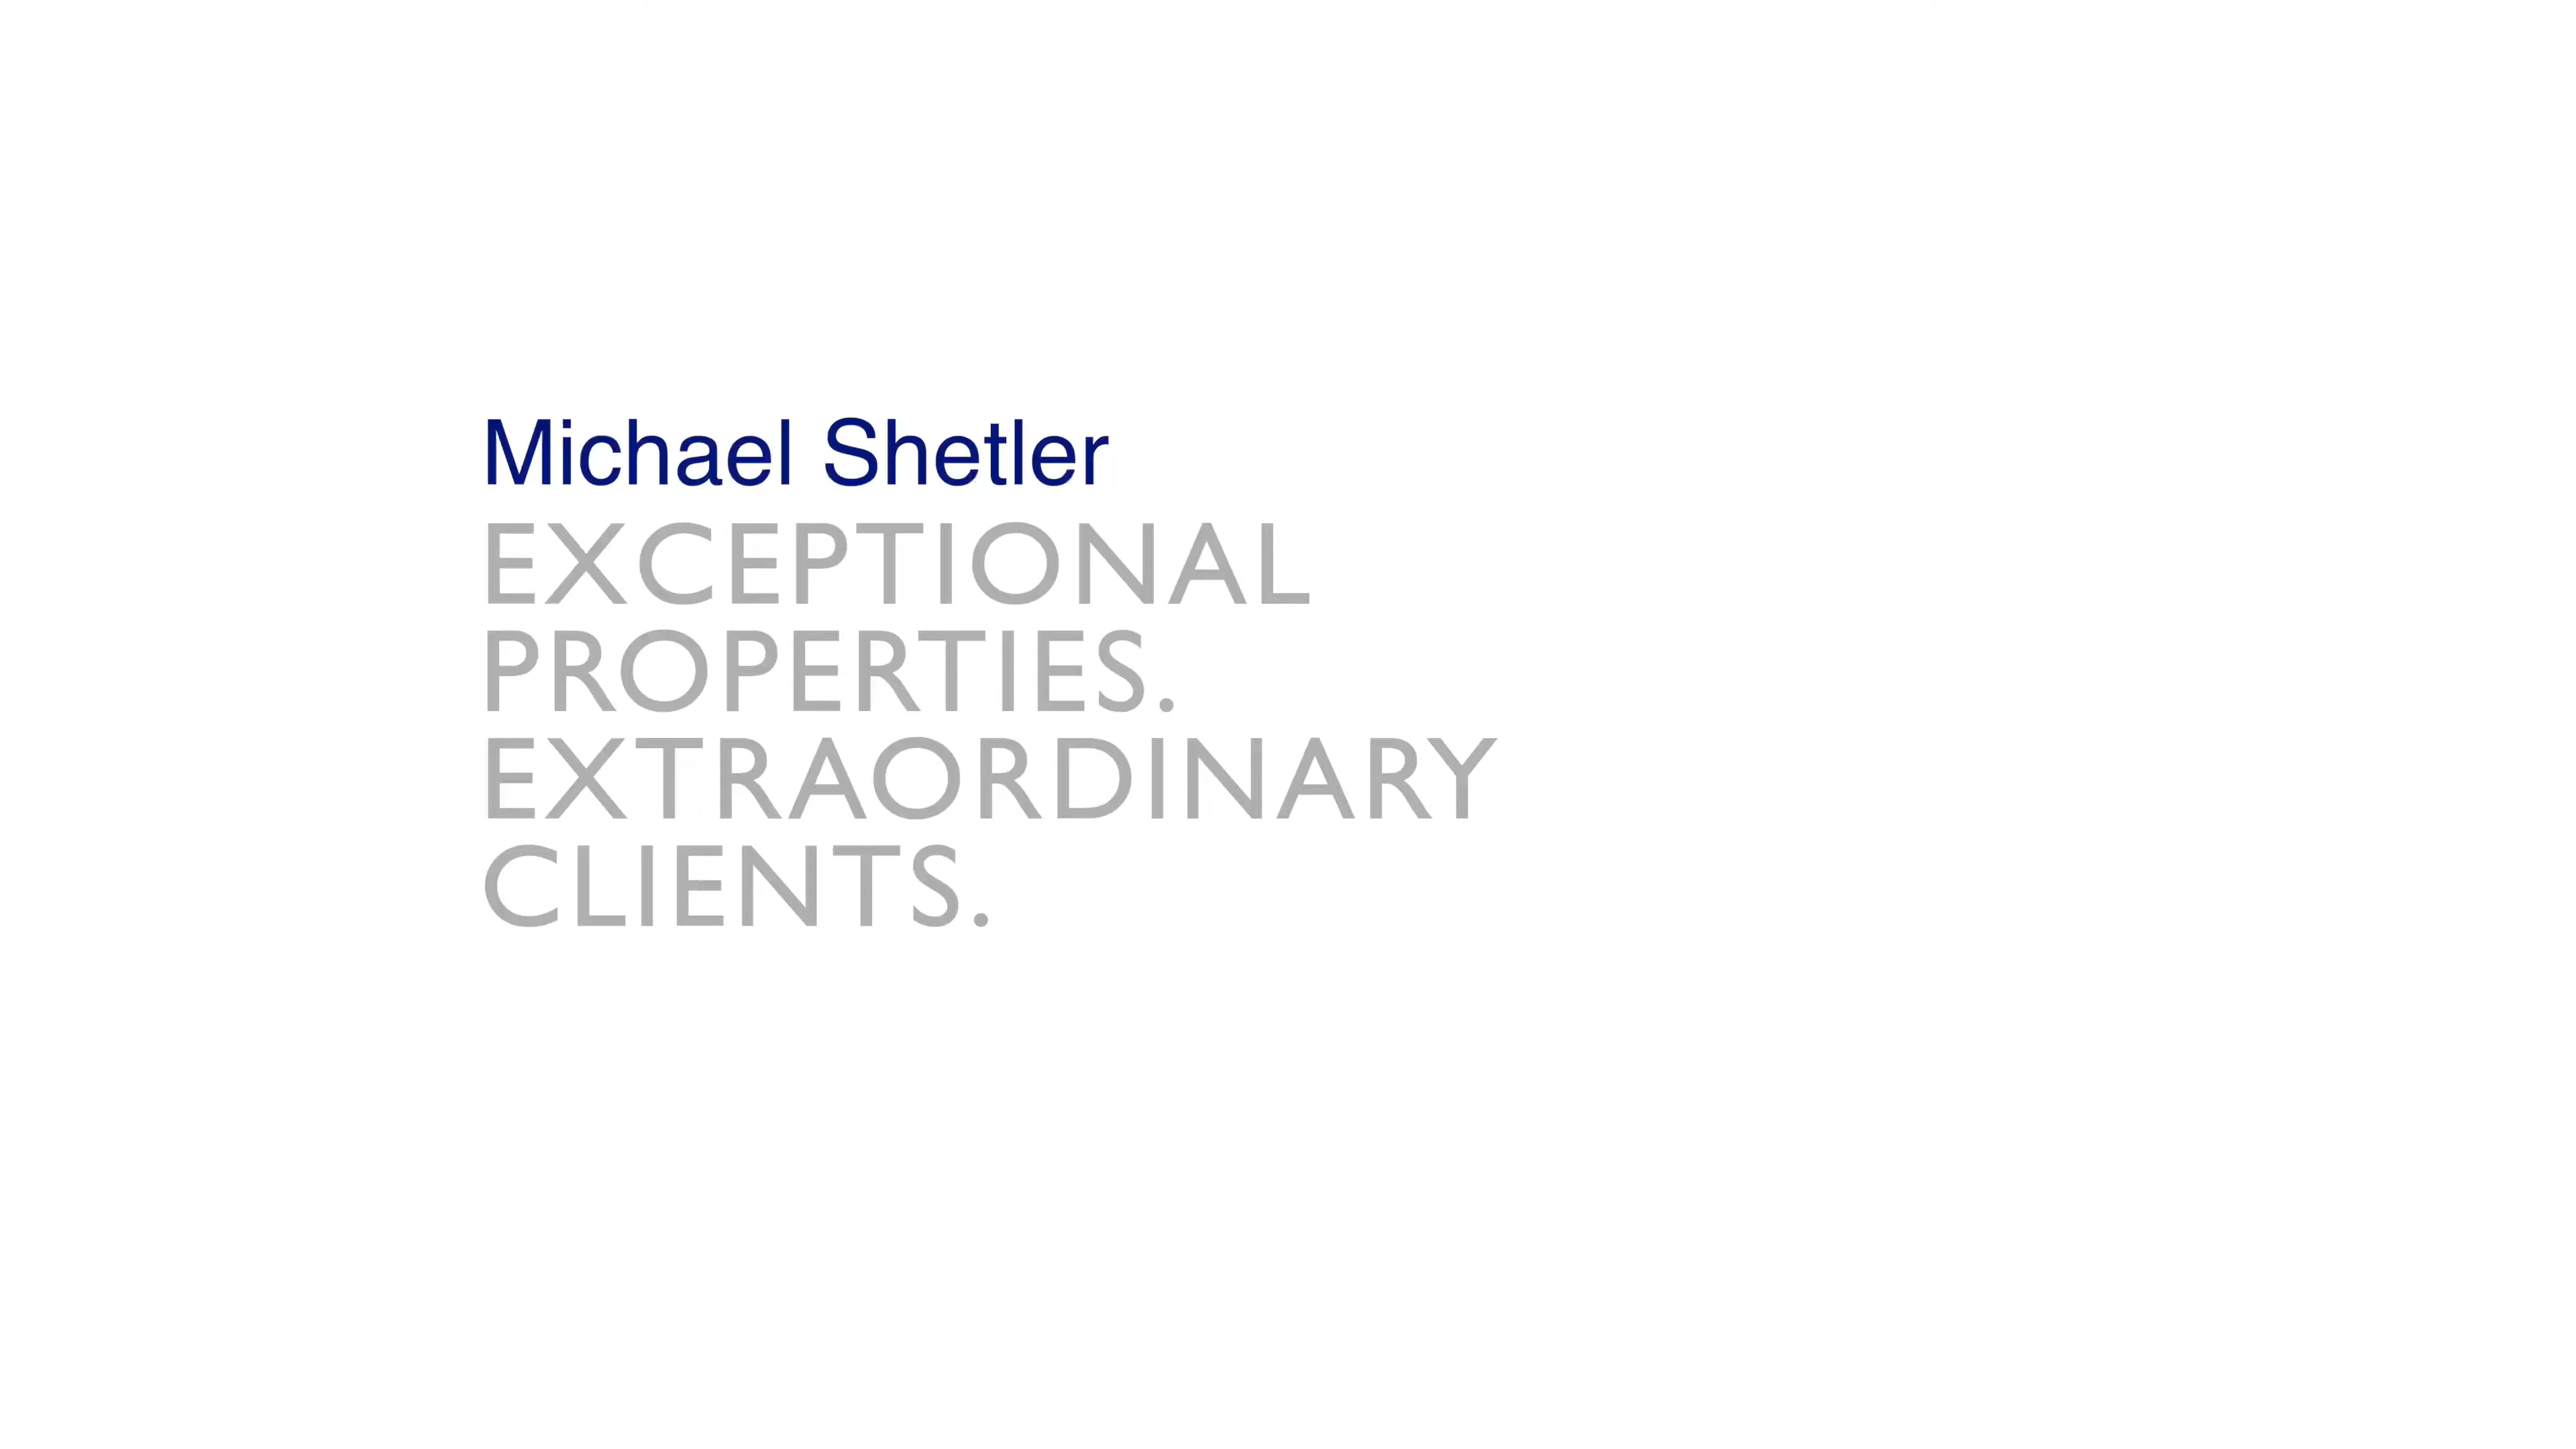 Michael Shetler
EXCEPTIONAL
PROPERTIES.
EXTRAORDINARY
CLIENTS.